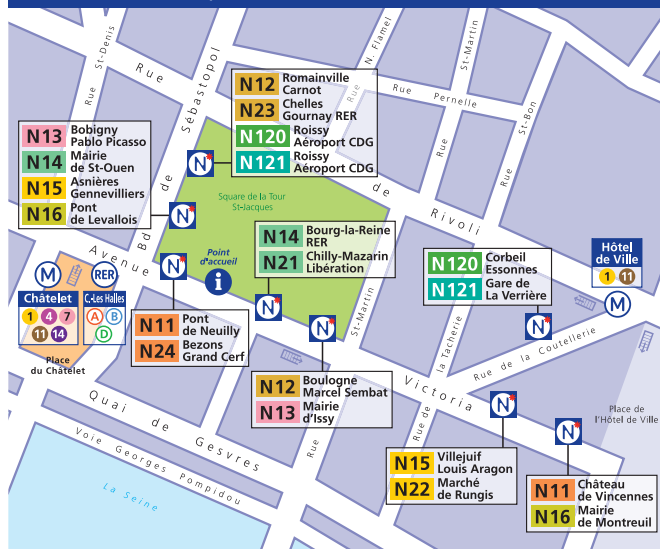 Rue St-Denis
Rue
Sébastopol
Bd de
N. Flamel
St-Martin
Rue Pernelle
St-Bon
Rue
N12 Romainville
Carnot
N23 Chelles
Gournay RER
N120 Roissy
Aéroport CDG
N121 Roissy
Aéroport CDG
N13 Bobigny
Pablo Picasso
N14 Mairie
de St-Ouen
N15 Asnières
Gennevilliers
N16 Pont
de Levallois
N
N
Square de la Tour
St-Jacques
de
Rivoli
Avenue
N
Point
d'accueil
i
N14 Bourg-la-Reine
RER
N21 Chilly-Mazarin
Libération
N
N120 Corbeil
Essonnes
N121 Gare de
La Verrière
N
Hôtel
de Ville
1 11
M
M
RER
Châtelet
1 4 7
11 14
C.-Les Halles
A B
D
Place
du Châtelet
N11 Pont
de Neuilly
N24 Bezons
Grand Cerf
St-Martin
N
la Tacherie
Rue de la Coutellerie
N12 Boulogne
Marcel Sembat
N13 Mairie
d'Issy
Victoria
Rue de
Rue
Quai de Gesvres
Voie Georges Pompidou
La Seine
N
N
Place de
l'Hôtel de Ville
N15 Villejuif
Louis Aragon
N22 Marché
de Rungis
N11 Château
de Vincennes
N16 Mairie
de Montreuil